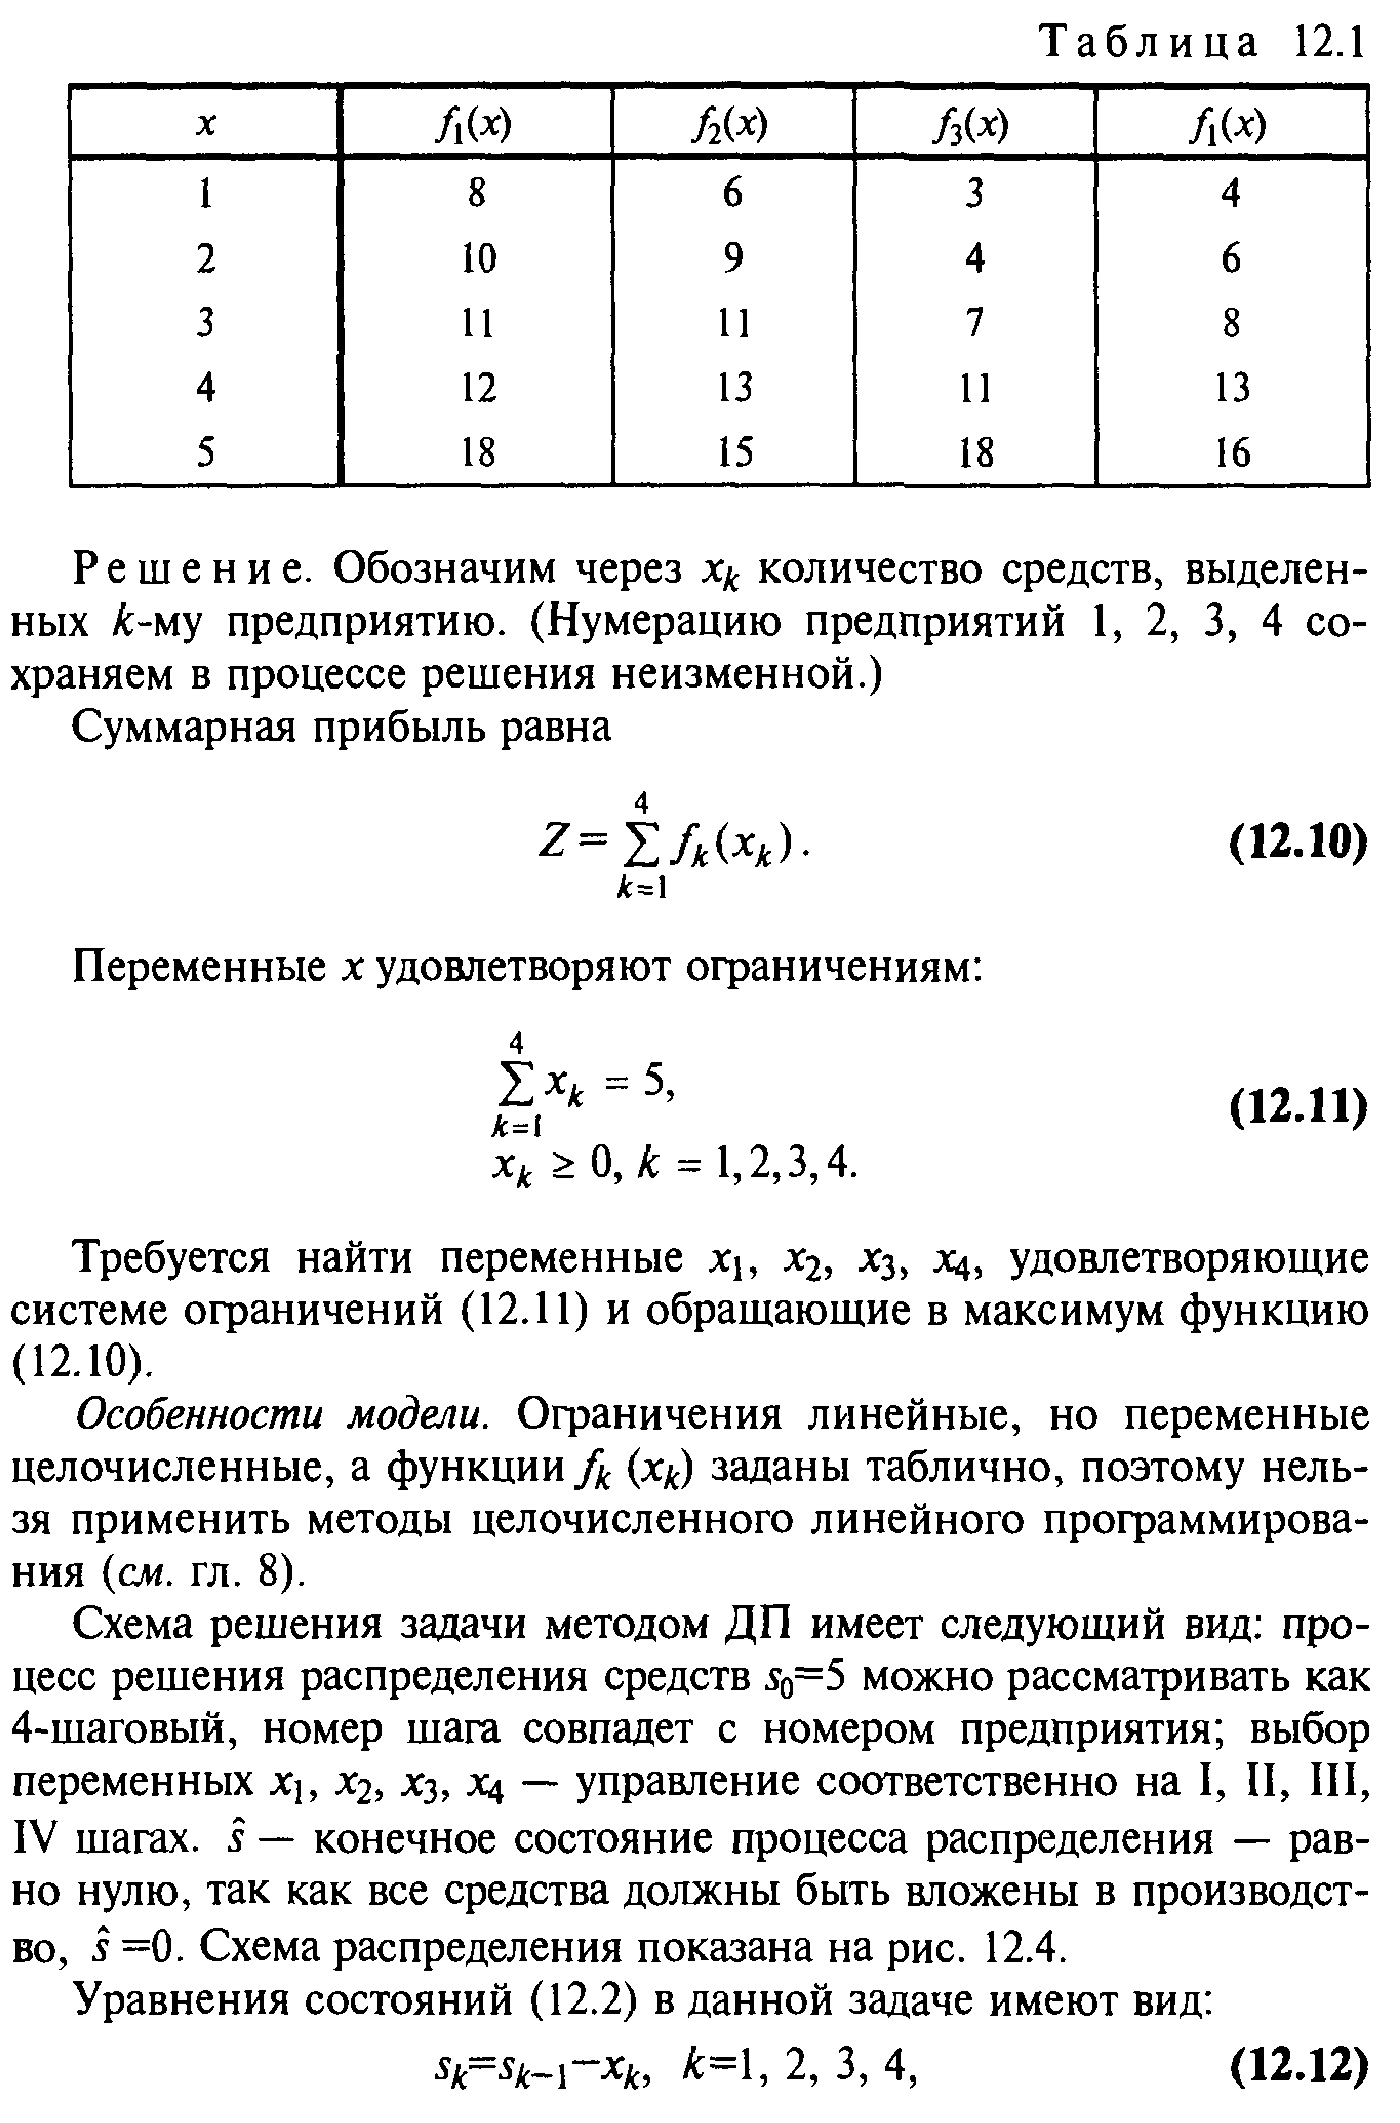 Таблица 12.1
x f₁(x) f₂(x) f₃(x) f₁(x)
1 8 6 3 4
2 10 9 4 6
3 11 11 7 8
4 12 13 11 13
5 18 15 18 16
Решение. Обозначим через xₖ количество средств, выделен-
ных k-му предприятию. (Нумерацию предприятий 1, 2, 3, 4 со-
храняем в процессе решения неизменной.)
Суммарная прибыль равна
4
Z = ∑ fₖ(xₖ). (12.10)
k=1
Переменные x удовлетворяют ограничениям:
4
∑ xₖ = 5,
k=1
(12.11)
xₖ ≥ 0, k = 1,2,3,4.
Требуется найти переменные x₁, x₂, x₃, x₄, удовлетворяющие
системе ограничений (12.11) и обращающие в максимум функцию
(12.10).
Особенности модели. Ограничения линейные, но переменные
целочисленные, а функции fₖ (xₖ) заданы таблично, поэтому нель-
зя применить методы целочисленного линейного программирова-
ния (см. гл. 8).
Схема решения задачи методом ДП имеет следующий вид: про-
цесс решения распределения средств s₀=5 можно рассматривать как
4-шаговый, номер шага совпадет с номером предприятия; выбор
переменных x₁, x₂, x₃, x₄ — управление соответственно на I, II, III,
IV шагах. ŝ — конечное состояние процесса распределения — рав-
но нулю, так как все средства должны быть вложены в производст-
во, ŝ =0. Схема распределения показана на рис. 12.4.
Уравнения состояний (12.2) в данной задаче имеют вид:
sₖ=sₖ₋₁−xₖ, k=1, 2, 3, 4, (12.12)